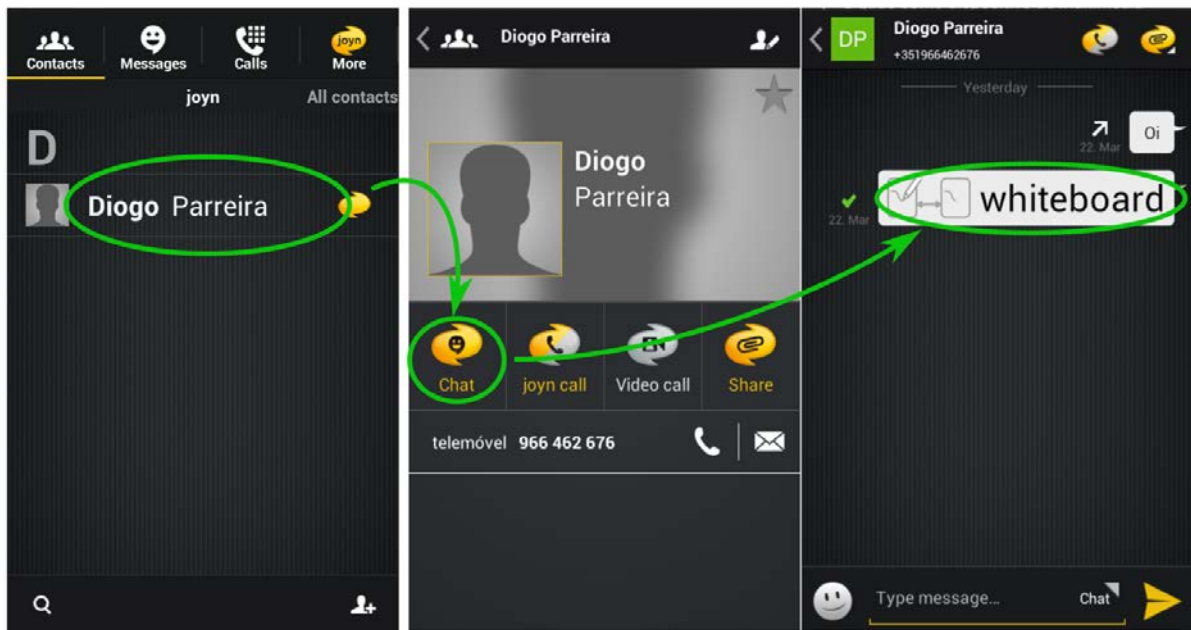 Contacts
Messages
Calls
joyn
More
joyn
All contacts
D
Diogo Parreira
Diogo Parreira
Diogo
Parreira
Chat
joyn call
Video call
Share
telemóvel 966 462 676
DP
Diogo Parreira
+351966462676
Yesterday
Oi
22. Mar
whiteboard
22. Mar
Type message...
Chat